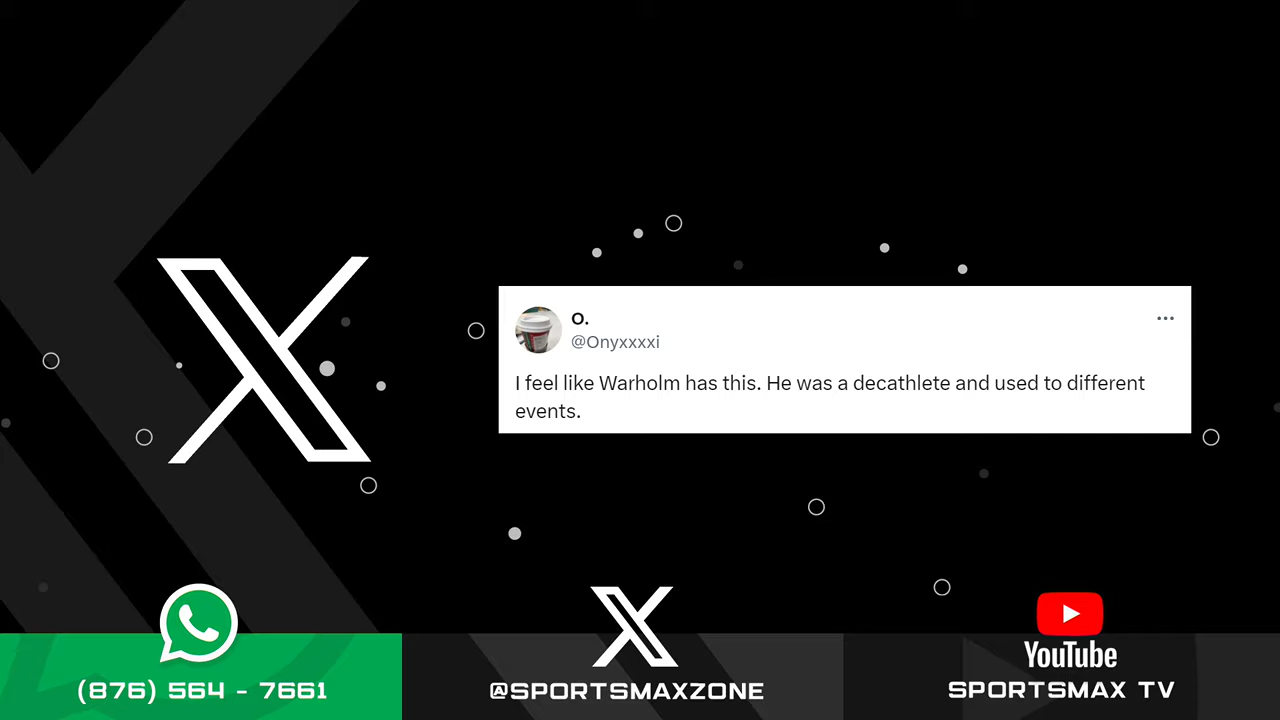 O.
@Onyxxxxi
I feel like Warholm has this. He was a decathlete and used to different
events.
(876) 564 - 7661
@SPORTSMAXZONE
YouTube
SPORTSMAX TV